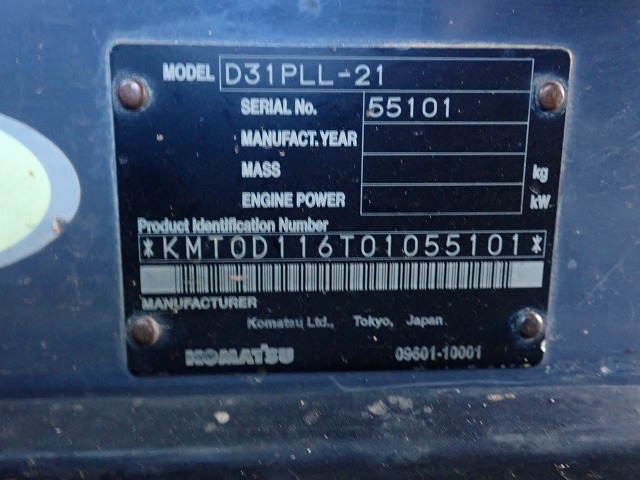 MODEL D31PLL-21
SERIAL No. 55101
MANUFACT.YEAR
MASS kg
ENGINE POWER kW
Product Identification Number
*KMT0D116T01055101*
MANUFACTURER
Komatsu Ltd., Tokyo, Japan.
KOMATSU 09601-10001